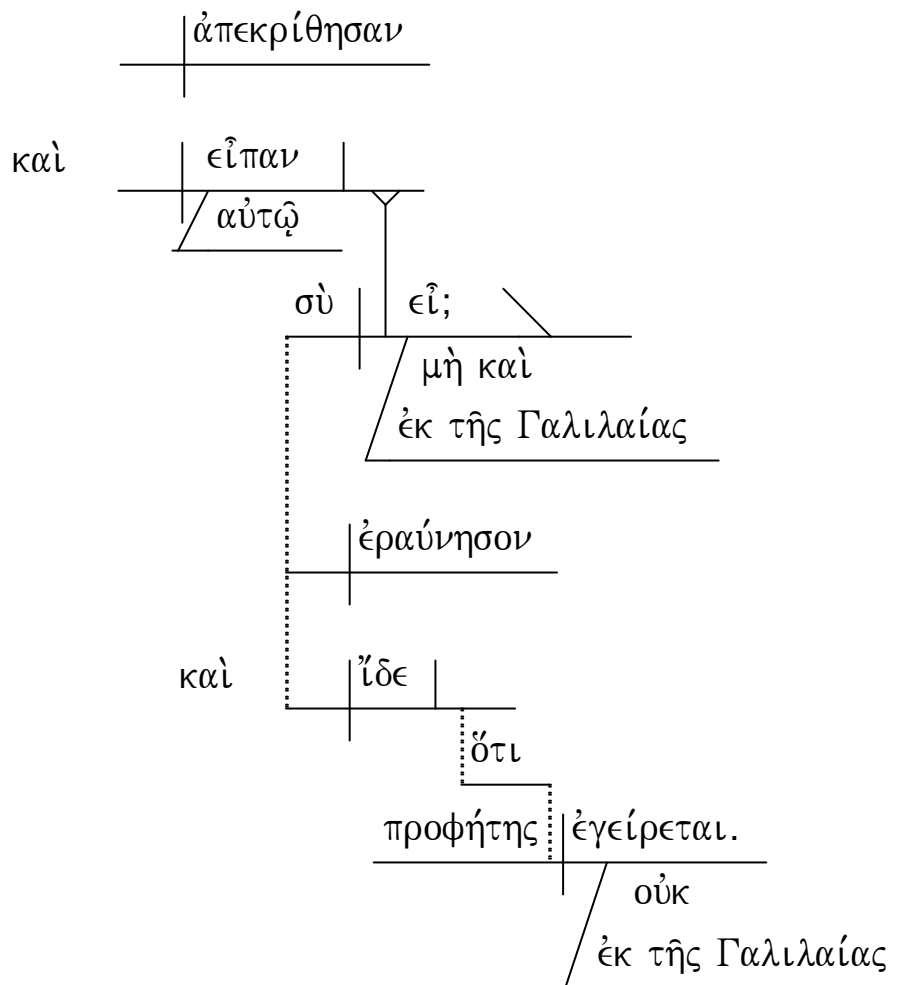 ἀπεκρίθησαν
καὶ εἶπαν
αὐτῷ
σὺ εἶ;
μὴ καὶ
ἐκ τῆς Γαλιλαίας
ἐραύνησον
καὶ ἴδε
ὅτι
προφήτης ἐγείρεται.
οὐκ
ἐκ τῆς Γαλιλαίας